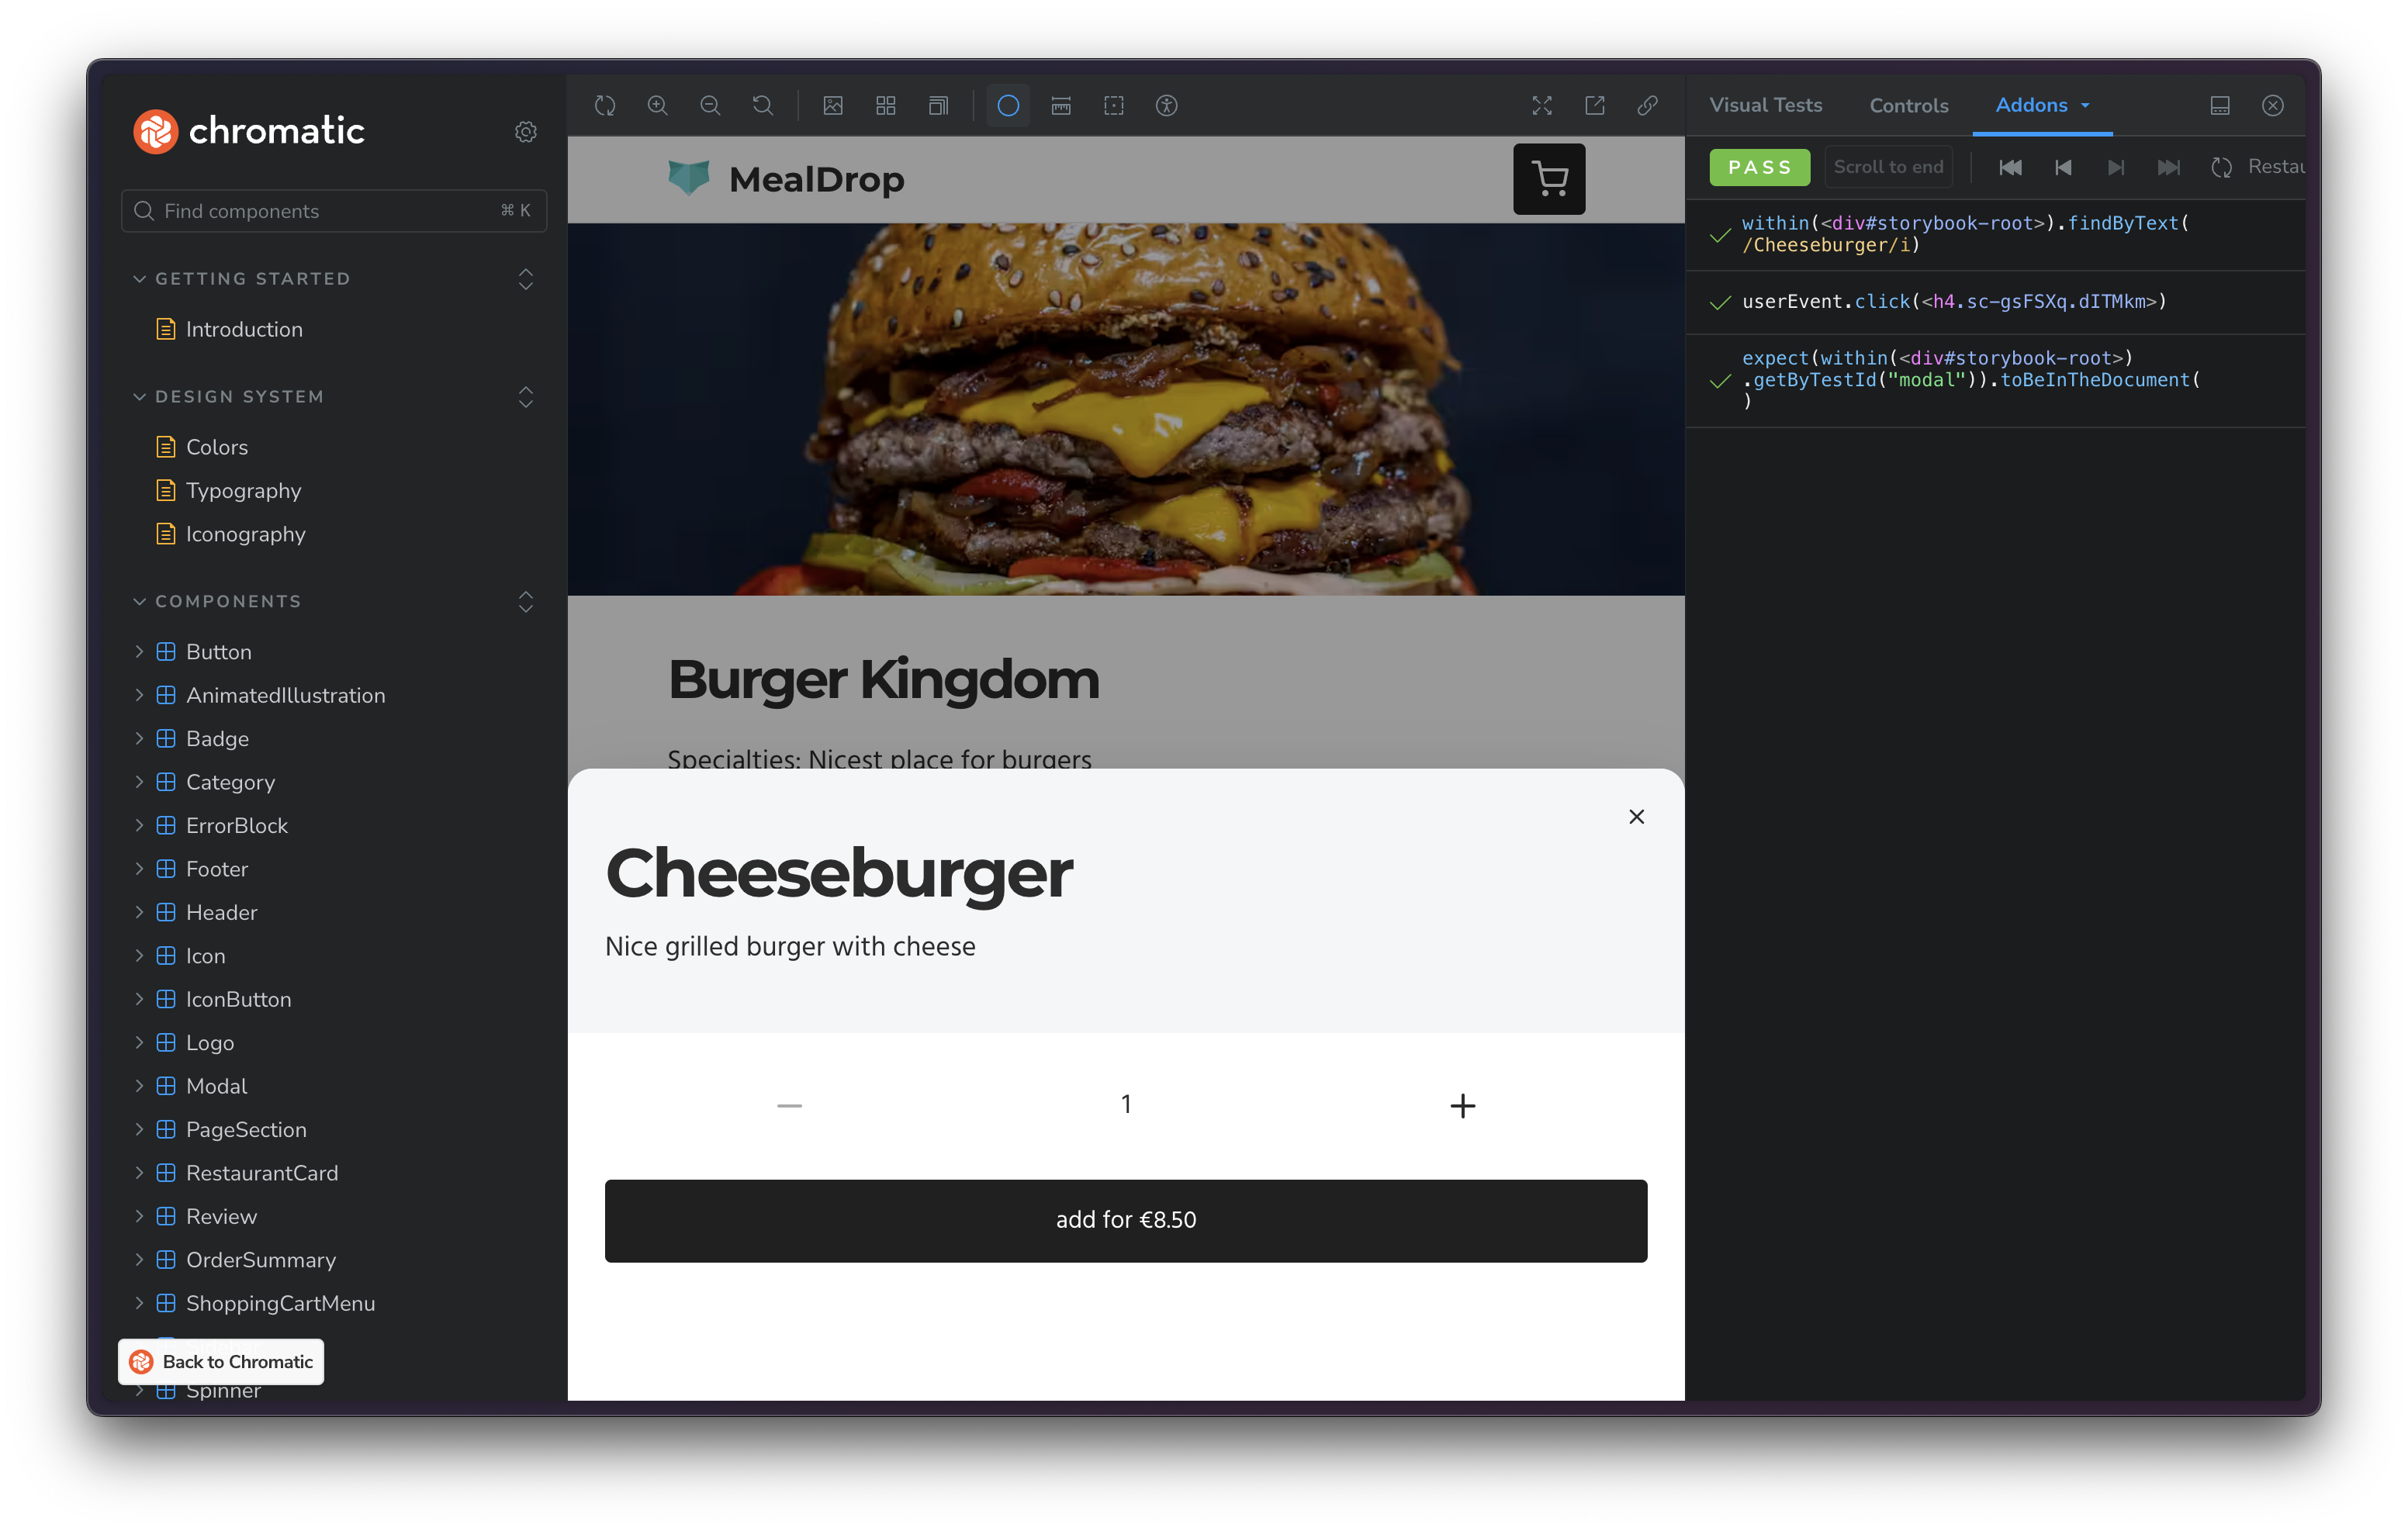 chromatic
Find components
⌘ K
GETTING STARTED
Introduction
DESIGN SYSTEM
Colors
Typography
Iconography
COMPONENTS
Button
AnimatedIllustration
Badge
Category
ErrorBlock
Footer
Header
Icon
IconButton
Logo
Modal
PageSection
RestaurantCard
Review
OrderSummary
ShoppingCartMenu
Back to Chromatic
Spinner
MealDrop
Burger Kingdom
Specialties: Nicest place for burgers
Cheeseburger
Nice grilled burger with cheese
1
add for €8.50
Visual Tests
Controls
Addons
PASS
Scroll to end
Restau
within(<div#storybook-root>).findByText(
/Cheeseburger/i)
userEvent.click(<h4.sc-gsFSXq.dITMkm>)
expect(within(<div#storybook-root>)
.getByTestId("modal")).toBeInTheDocument(
)